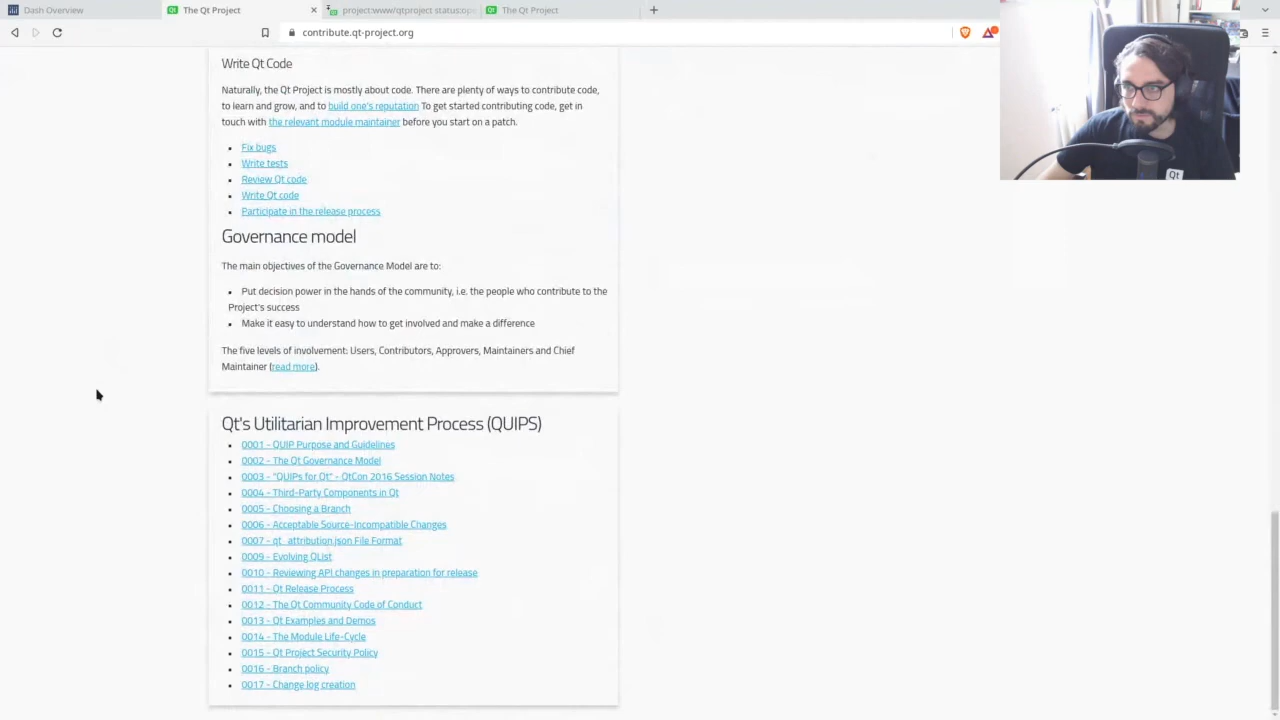 Dash Overview
The Qt Project
project:www/qtproject status:ope
The Qt Project
contribute.qt-project.org
Write Qt Code
Naturally, the Qt Project is mostly about code. There are plenty of ways to contribute code,
to learn and grow, and to build one's reputation To get started contributing code, get in
touch with the relevant module maintainer before you start on a patch.
Fix bugs
Write tests
Review Qt code
Write Qt code
Participate in the release process
Governance model
The main objectives of the Governance Model are to:
Put decision power in the hands of the community, i.e. the people who contribute to the
Project's success
Make it easy to understand how to get involved and make a difference
The five levels of involvement: Users, Contributors, Approvers, Maintainers and Chief
Maintainer (read more).
Qt's Utilitarian Improvement Process (QUIPS)
0001 - QUIP Purpose and Guidelines
0002 - The Qt Governance Model
0003 - "QUIPs for Qt" - QtCon 2016 Session Notes
0004 - Third-Party Components in Qt
0005 - Choosing a Branch
0006 - Acceptable Source-Incompatible Changes
0007 - qt_attribution.json File Format
0009 - Evolving QList
0010 - Reviewing API changes in preparation for release
0011 - Qt Release Process
0012 - The Qt Community Code of Conduct
0013 - Qt Examples and Demos
0014 - The Module Life-Cycle
0015 - Qt Project Security Policy
0016 - Branch policy
0017 - Change log creation
Qt